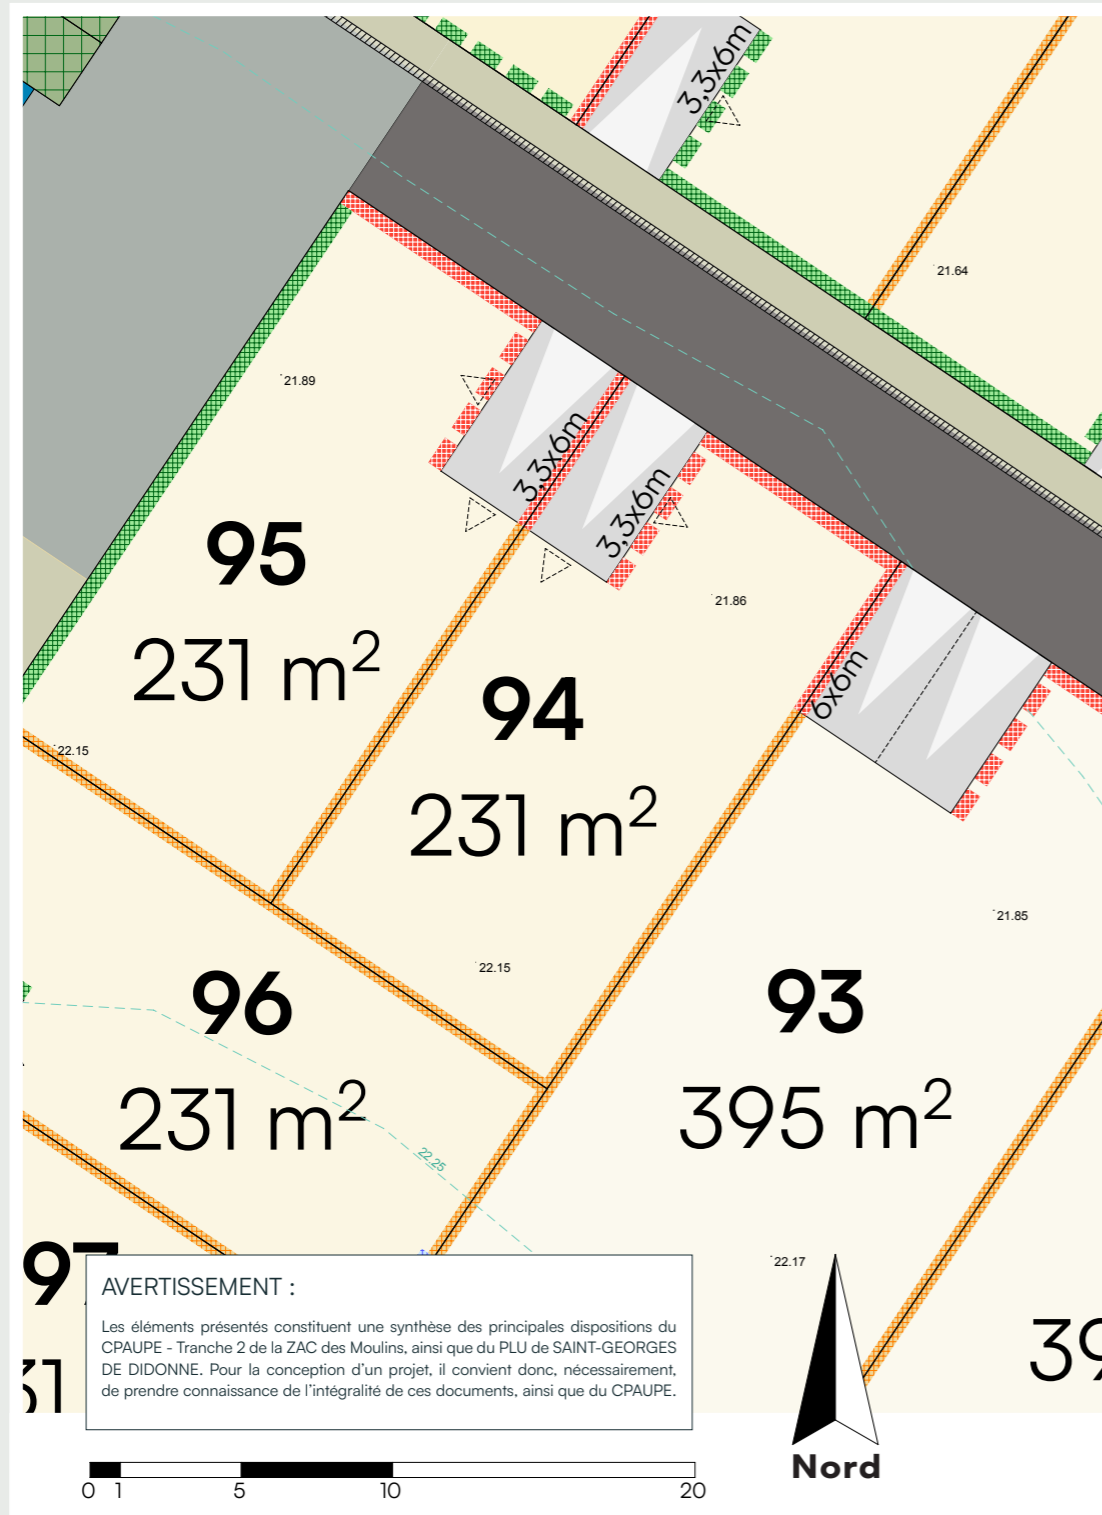 3,3x6m
21.64
21.89
3,3x6m
3,3x6m
95
231 m²
21.86
6x6m
94
231 m²
22.15
21.85
22.15
96
231 m²
93
395 m²
22.25
22.17
97
31
39
AVERTISSEMENT :
Les éléments présentés constituent une synthèse des principales dispositions du
CPAUPE - Tranche 2 de la ZAC des Moulins, ainsi que du PLU de SAINT-GEORGES
DE DIDONNE. Pour la conception d'un projet, il convient donc, nécessairement,
de prendre connaissance de l'intégralité de ces documents, ainsi que du CPAUPE.
Nord
0 1 5 10 20